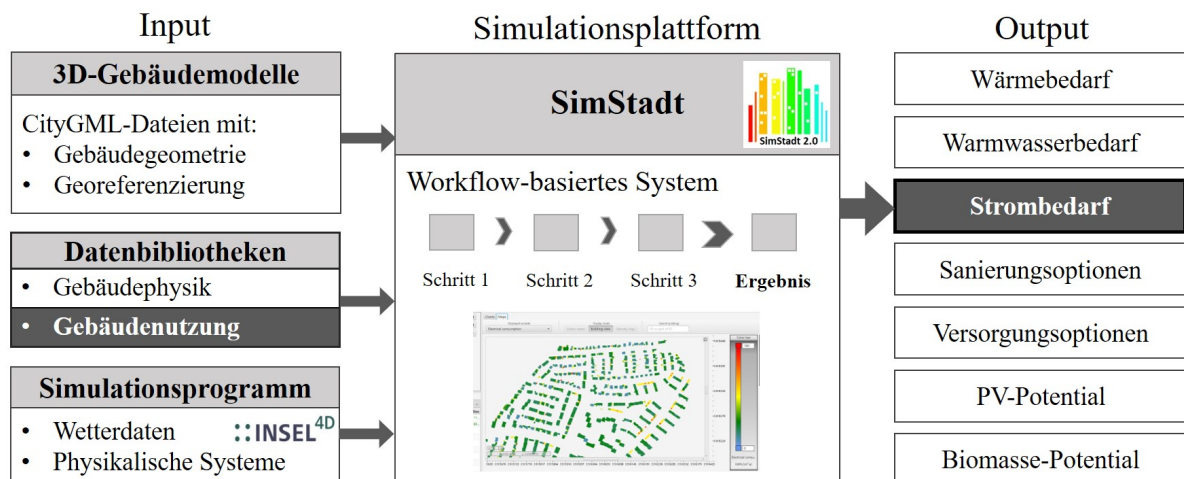 Input
3D-Gebäudemodelle
CityGML-Dateien mit:
• Gebäudegeometrie
• Georeferenzierung
Datenbibliotheken
• Gebäudephysik
• Gebäudenutzung
Simulationsprogramm
• Wetterdaten
INSEL4D
• Physikalische Systeme
Simulationsplattform
SimStadt
SimStadt 2.0
Workflow-basiertes System
Schritt 1
Schritt 2
Schritt 3
Ergebnis
Output
Wärmebedarf
Warmwasserbedarf
Strombedarf
Sanierungsoptionen
Versorgungsoptionen
PV-Potential
Biomasse-Potential